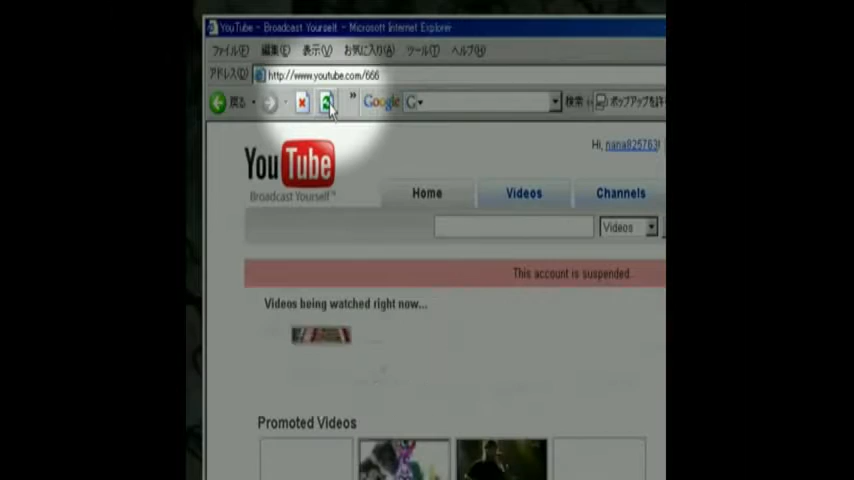 YouTube - Broadcast Yourself. - Microsoft Internet Explorer
ファイル(F) 編集(E) 表示(V) お気に入り(A) ツール(T) ヘルプ(H)
アドレス(D) http://www.youtube.com/666
戻る » Google G 検索 ポップアップを許
Hi, nana825763!
YouTube
Broadcast Yourself™
Home Videos Channels
Videos
This account is suspended.
Videos being watched right now...
Promoted Videos